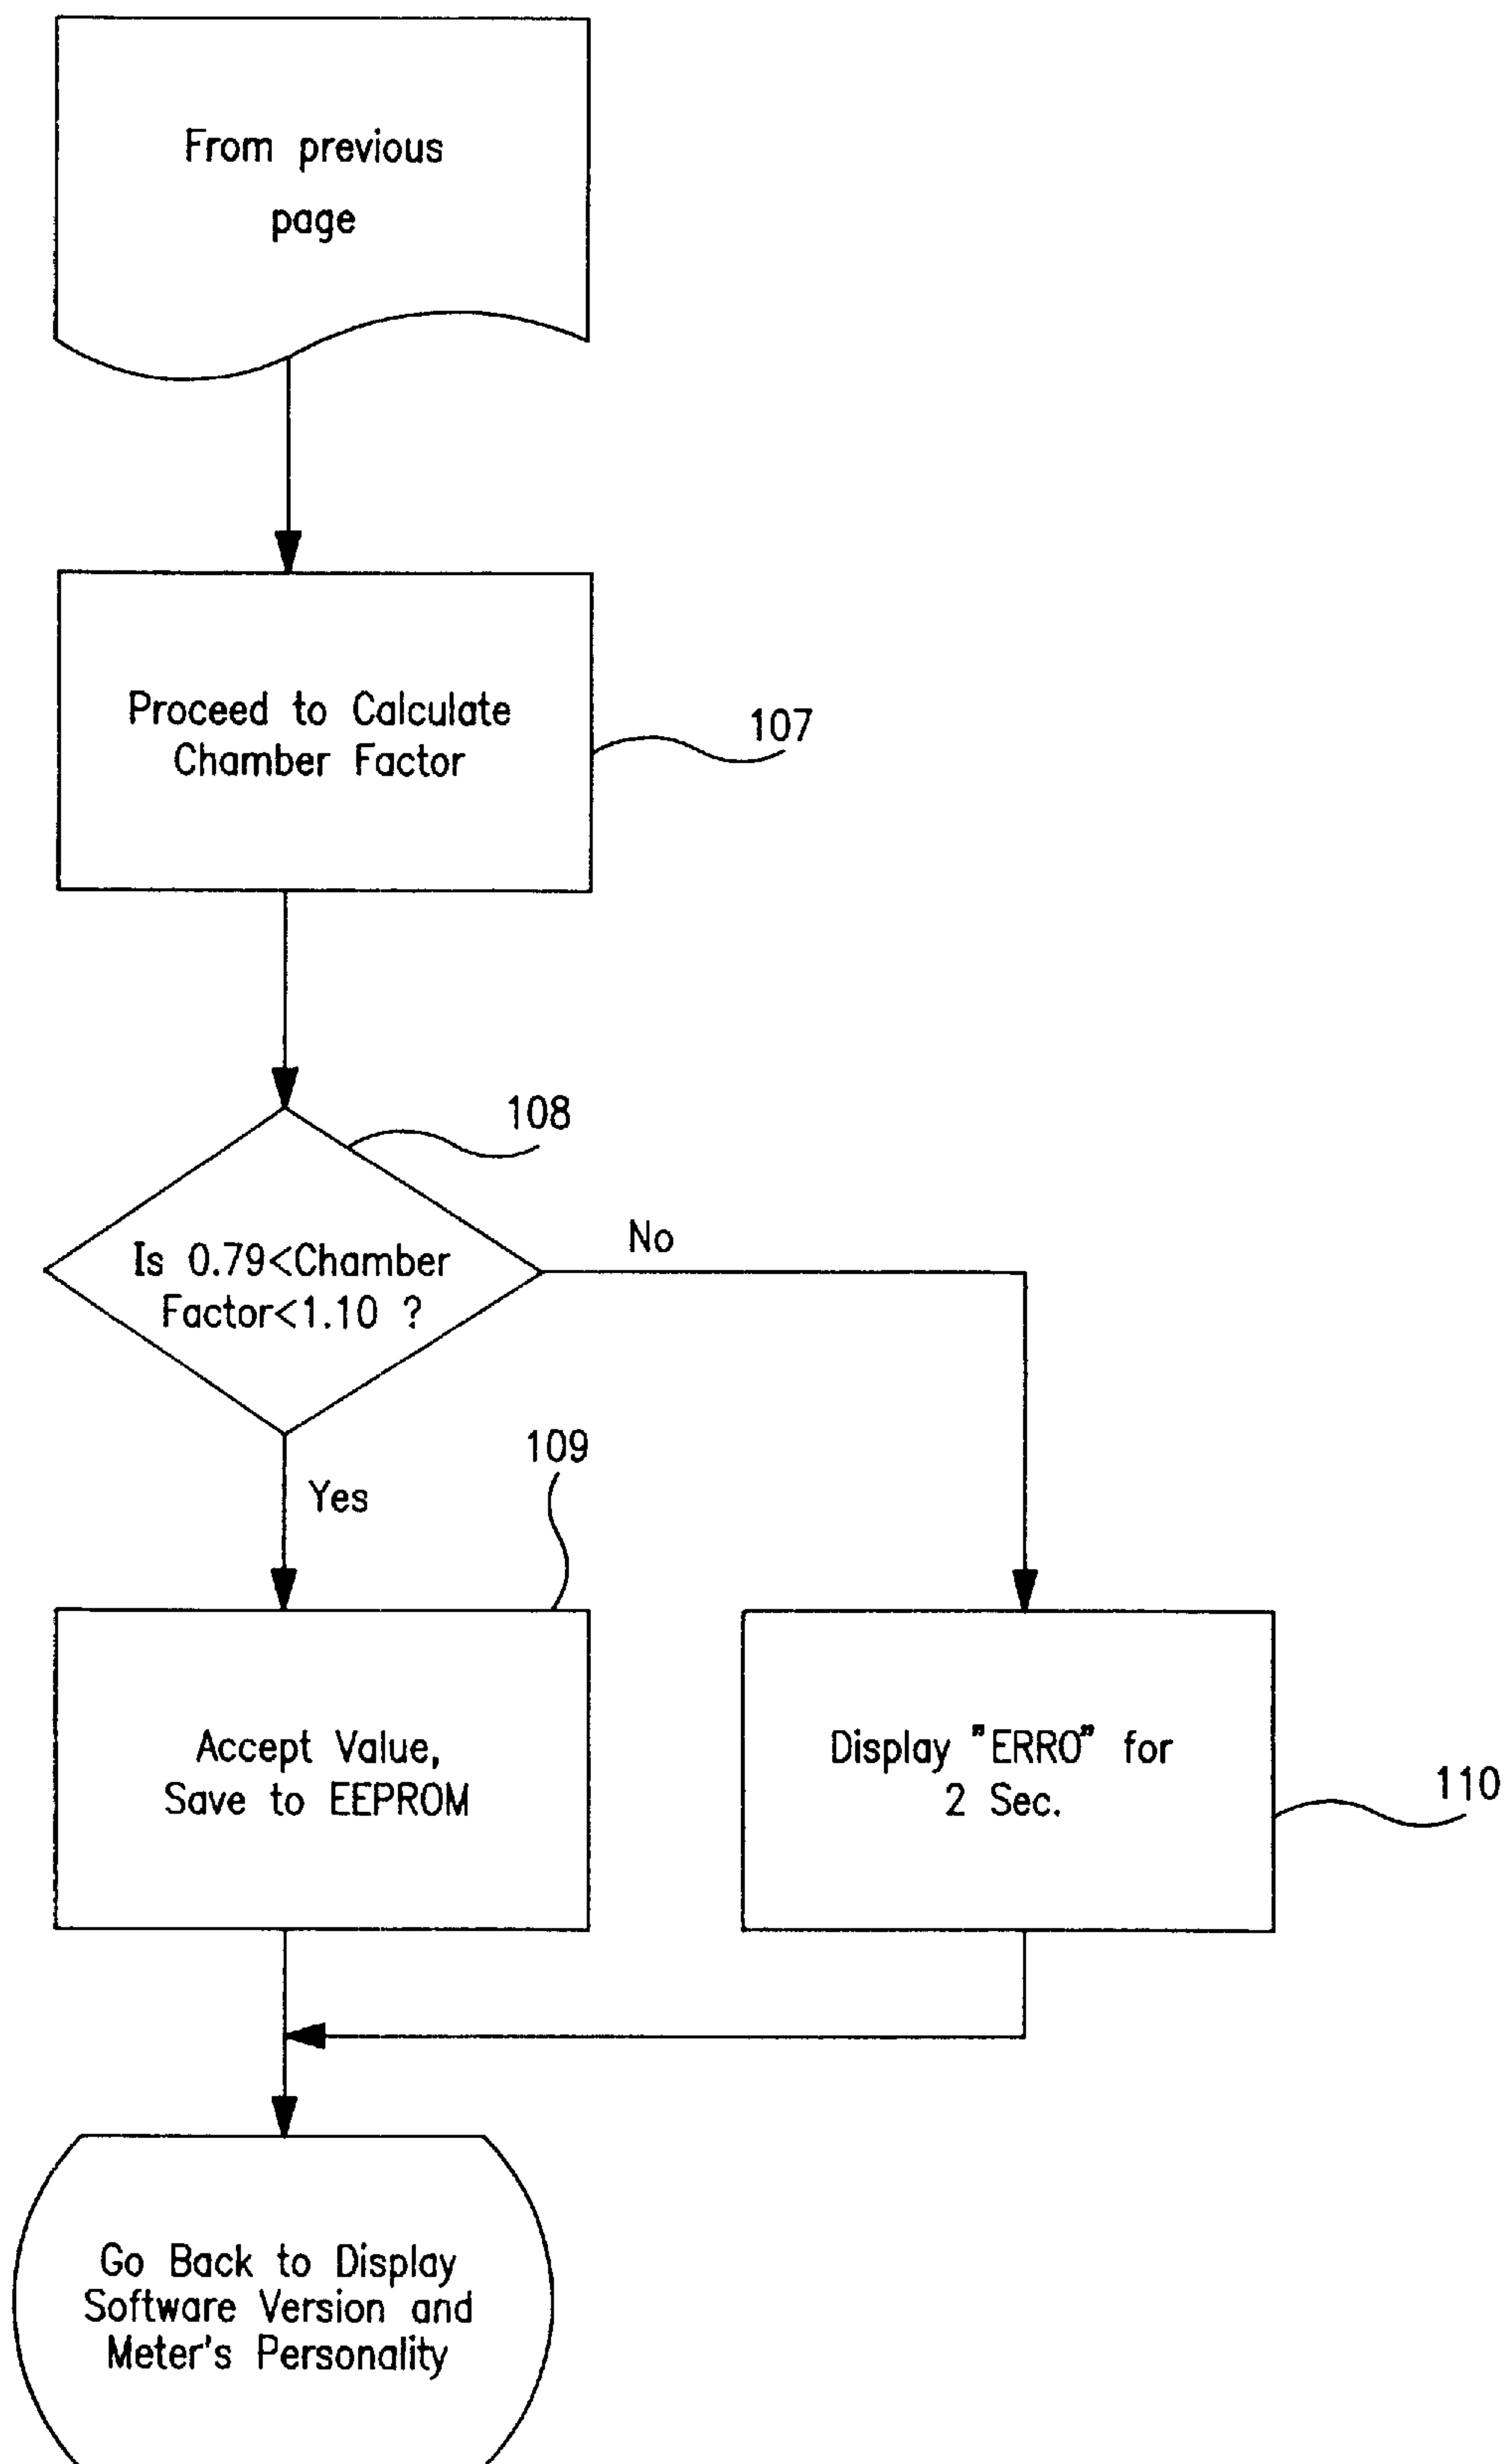 From previous
page
Proceed to Calculate
Chamber Factor
107
108
Is 0.79<Chamber
Factor<1.10 ?
No
Yes
109
Accept Value,
Save to EEPROM
Display "ERRO" for
2 Sec.
110
Go Back to Display
Software Version and
Meter's Personality